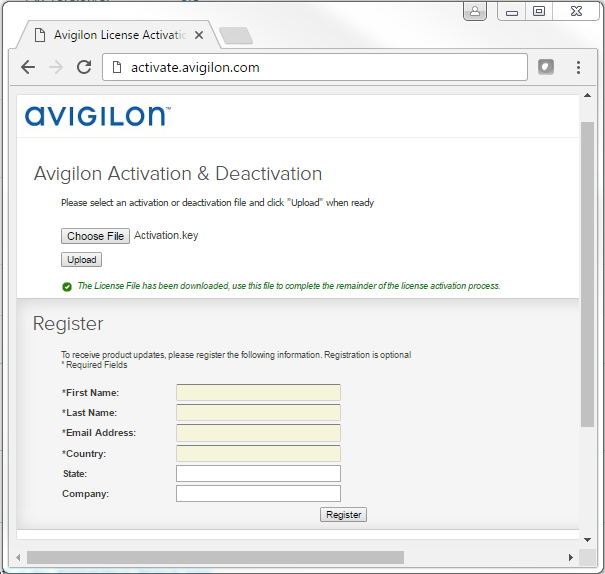 Avigilon License Activatio
activate.avigilon.com
avigilon™
Avigilon Activation & Deactivation
Please select an activation or deactivation file and click "Upload" when ready
Choose File Activation.key
Upload
The License File has been downloaded, use this file to complete the remainder of the license activation process.
Register
To receive product updates, please register the following information. Registration is optional
* Required Fields
*First Name:
*Last Name:
*Email Address:
*Country:
State:
Company:
Register